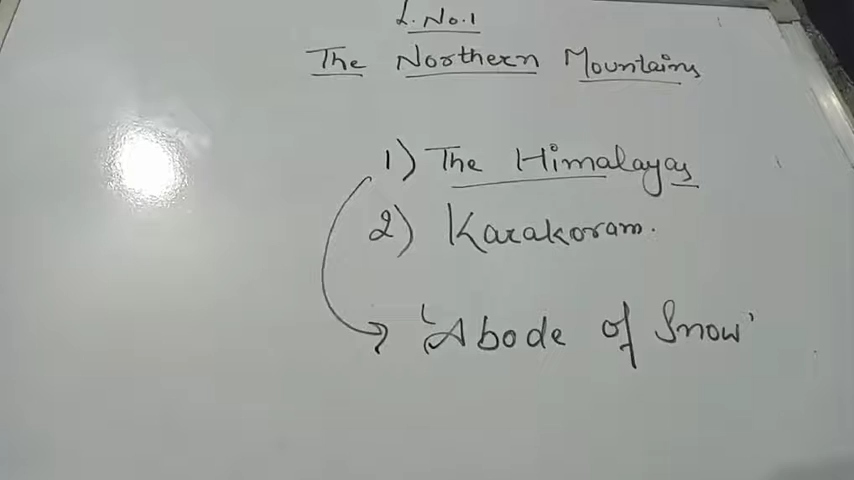 L. No. 1
The Northern Mountains
1) The Himalayas
2) Karakoram.
'Abode of Snow'